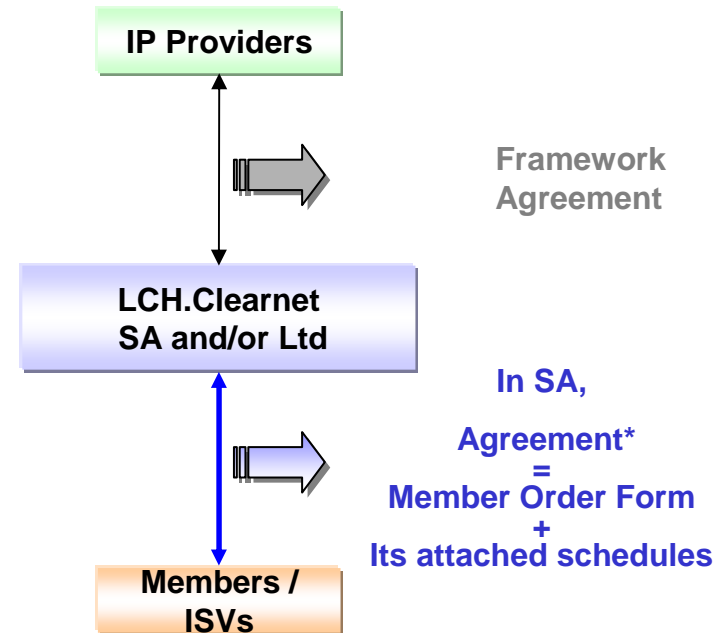 IP Providers
Framework
Agreement
LCH.Clearnet
SA and/or Ltd
In SA,
Agreement*
=
Member Order Form
+
Its attached schedules
Members /
ISVs